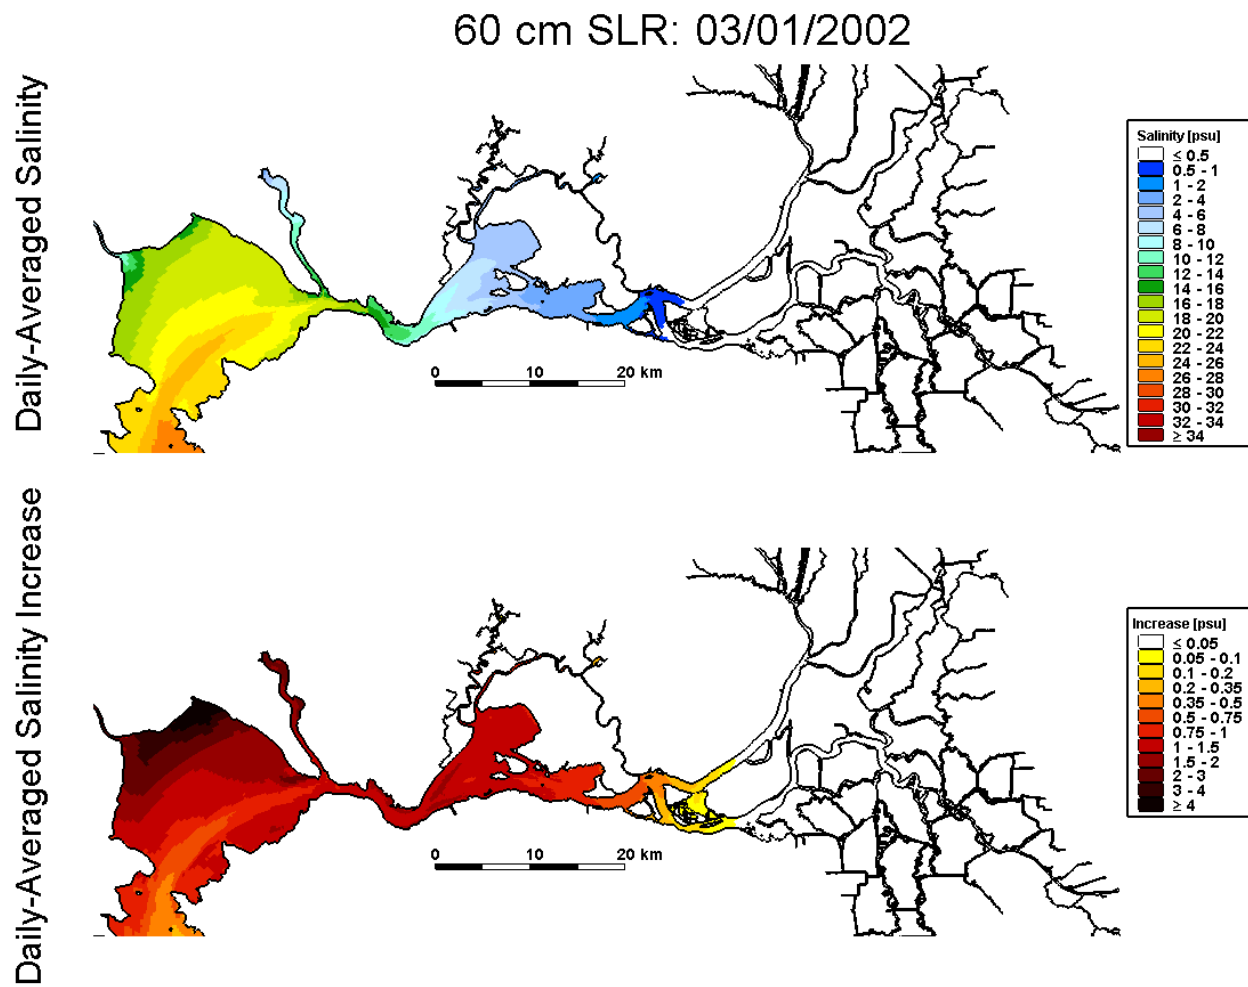 60 cm SLR: 03/01/2002
Daily-Averaged Salinity
0 10 20 km
Salinity [psu]
≤ 0.5
0.5 - 1
1 - 2
2 - 4
4 - 6
6 - 8
8 - 10
10 - 12
12 - 14
14 - 16
16 - 18
18 - 20
20 - 22
22 - 24
24 - 26
26 - 28
28 - 30
30 - 32
32 - 34
≥ 34
Daily-Averaged Salinity Increase
0 10 20 km
Increase [psu]
≤ 0.05
0.05 - 0.1
0.1 - 0.2
0.2 - 0.35
0.35 - 0.5
0.5 - 0.75
0.75 - 1
1 - 1.5
1.5 - 2
2 - 3
3 - 4
≥ 4